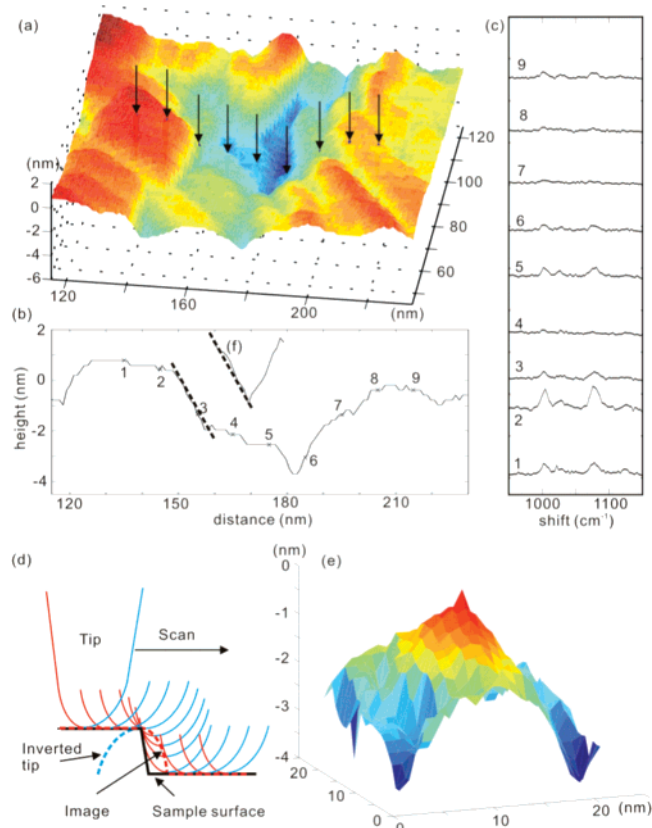 (a)
(nm)
2
0
-2
-4
-6
120
160
200
(nm)
60
80
100
120
(b)
2
0
-2
-4
height (nm)
1
2
3
4
5
6
7
8
9
(f)
120
150
180
210
distance (nm)
(c)
9
8
7
6
5
4
3
2
1
1000
1080
shift (cm⁻¹)
(d)
Tip
Scan
Inverted
tip
Image
Sample surface
(e)
(nm)
0
-1
-2
-3
-4
20
10
0
0
10
20
(nm)